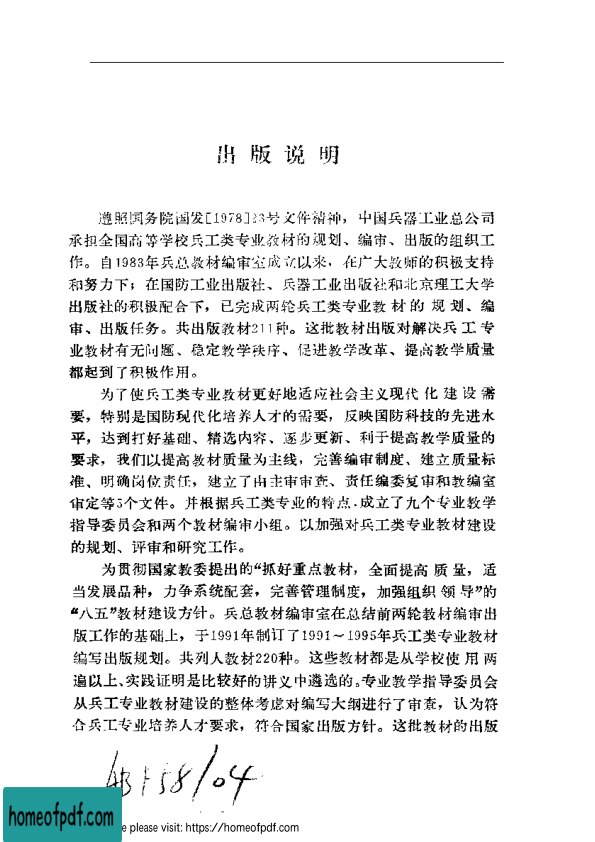 出版说明
遵照国务院国发[1978]23号文件精神，中国兵器工业总公司
承担全国高等学校兵工类专业教材的规划、编审、出版的组织工
作。自1983年兵总教材编审室成立以来，在广大教师的积极支持
和努力下；在国防工业出版社、兵器工业出版社和北京理工大学
出版社的积极配合下，已完成两轮兵工类专业教材的规划、编
审、出版任务。共出版教材211种。这批教材出版对解决兵工专
业教材有无问题、稳定教学秩序、促进教学改革、提高教学质量
都起到了积极作用。
为了使兵工类专业教材更好地适应社会主义现代化建设需
要，特别是国防现代化培养人才的需要，反映国防科技的先进水
平，达到打好基础、精选内容、逐步更新、利于提高教学质量的
要求，我们以提高教材质量为主线，完善编审制度、建立质量标
准、明确岗位责任，建立了由主审审查、责任编委复审和教编室
审定等5个文件。并根据兵工类专业的特点，成立了九个专业教学
指导委员会和两个教材编审小组。以加强对兵工类专业教材建设
的规划、评审和研究工作。
为贯彻国家教委提出的“抓好重点教材，全面提高质量，适
当发展品种，力争系统配套，完善管理制度，加强组织领导”的
“八五”教材建设方针。兵总教材编审室在总结前两轮教材编审出
版工作的基础上，于1991年制订了1991～1995年兵工类专业教材
编写出版规划。共列人教材220种。这些教材都是从学校使用两
遍以上、实践证明是比较好的讲义中遴选的。专业教学指导委员会
从兵工专业教材建设的整体考虑对编写大纲进行了审查，认为符
合兵工专业培养人才要求，符合国家出版方针。这批教材的出版
58/04
homeofpdf.com
e please visit: https://homeofpdf.com